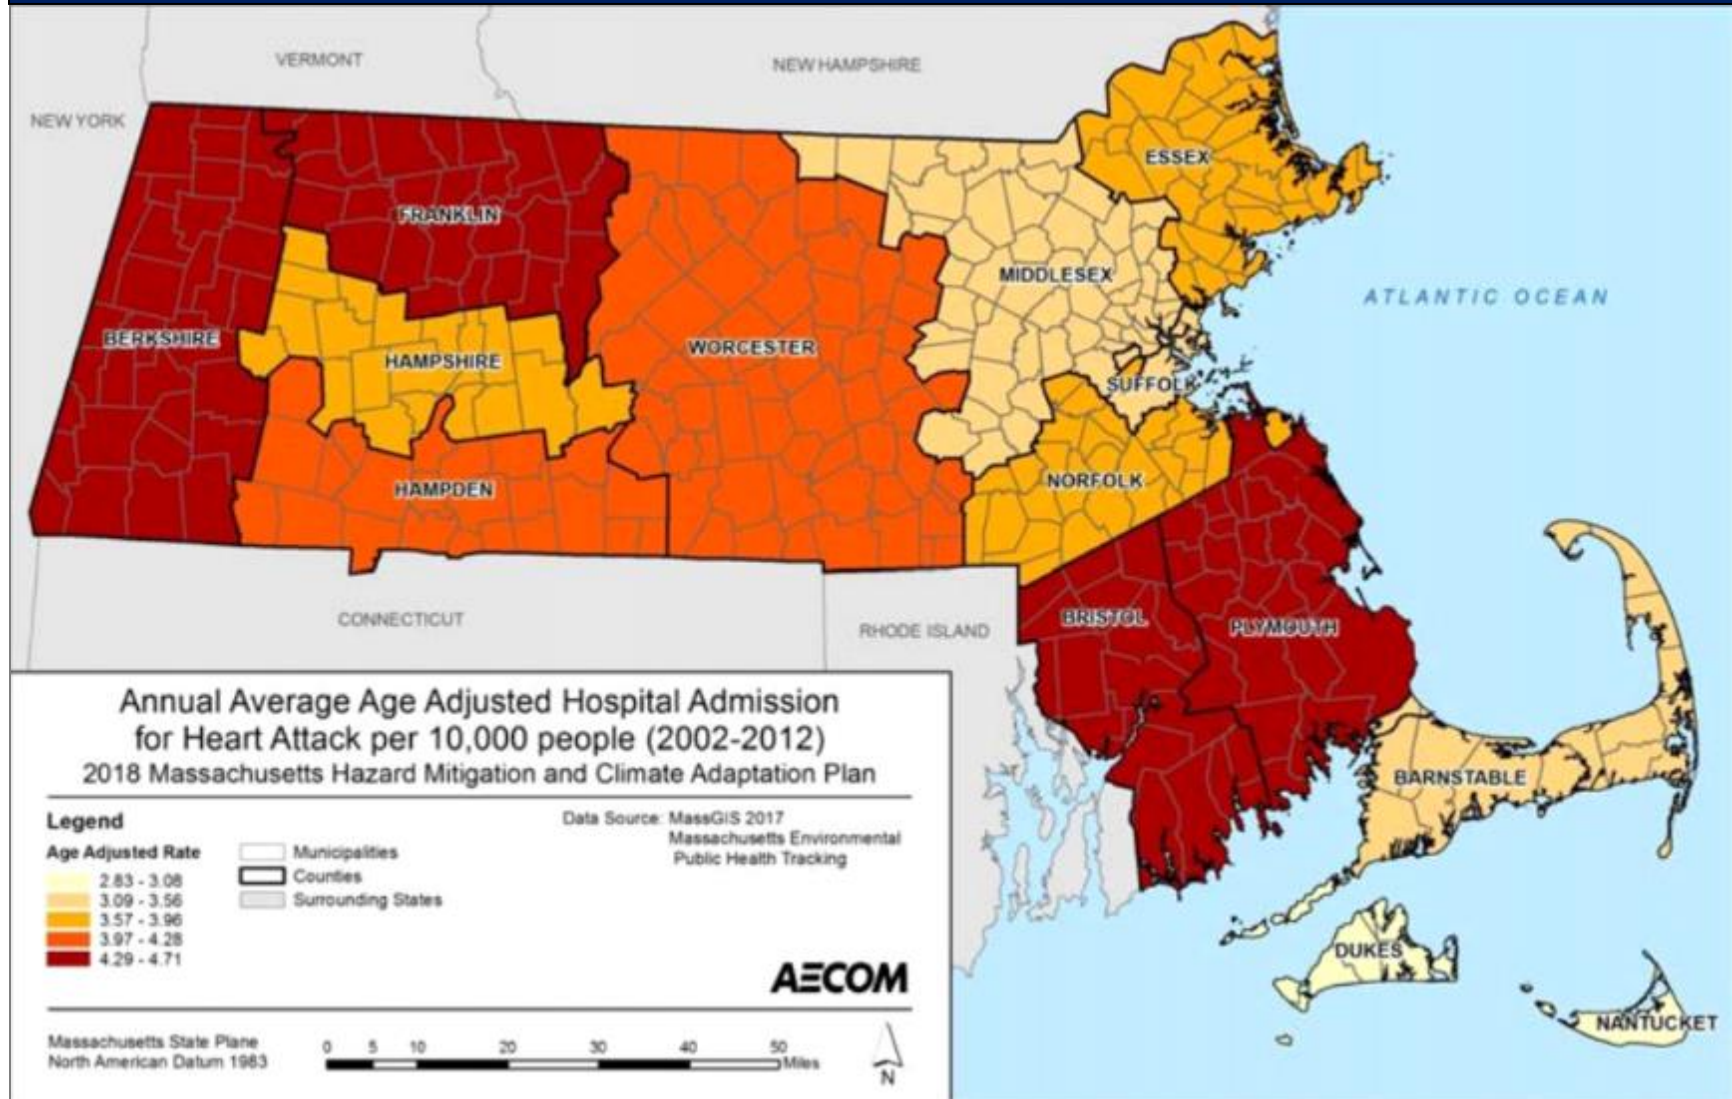 VERMONT
NEW HAMPSHIRE
NEW YORK
ESSEX
FRANKLIN
MIDDLESEX
ATLANTIC OCEAN
BERKSHIRE
HAMPSHIRE
WORCESTER
SUFFOLK
HAMPDEN
NORFOLK
CONNECTICUT
RHODE ISLAND
BRISTOL
PLYMOUTH
BARNSTABLE
DUKES
NANTUCKET
Annual Average Age Adjusted Hospital Admission
for Heart Attack per 10,000 people (2002-2012)
2018 Massachusetts Hazard Mitigation and Climate Adaptation Plan
Legend
Age Adjusted Rate
2.83 - 3.08
3.09 - 3.56
3.57 - 3.96
3.97 - 4.28
4.29 - 4.71
Municipalities
Counties
Surrounding States
Data Source: MassGIS 2017
Massachusetts Environmental
Public Health Tracking
AECOM
Massachusetts State Plane
North American Datum 1983
0 5 10 20 30 40 50
Miles
N